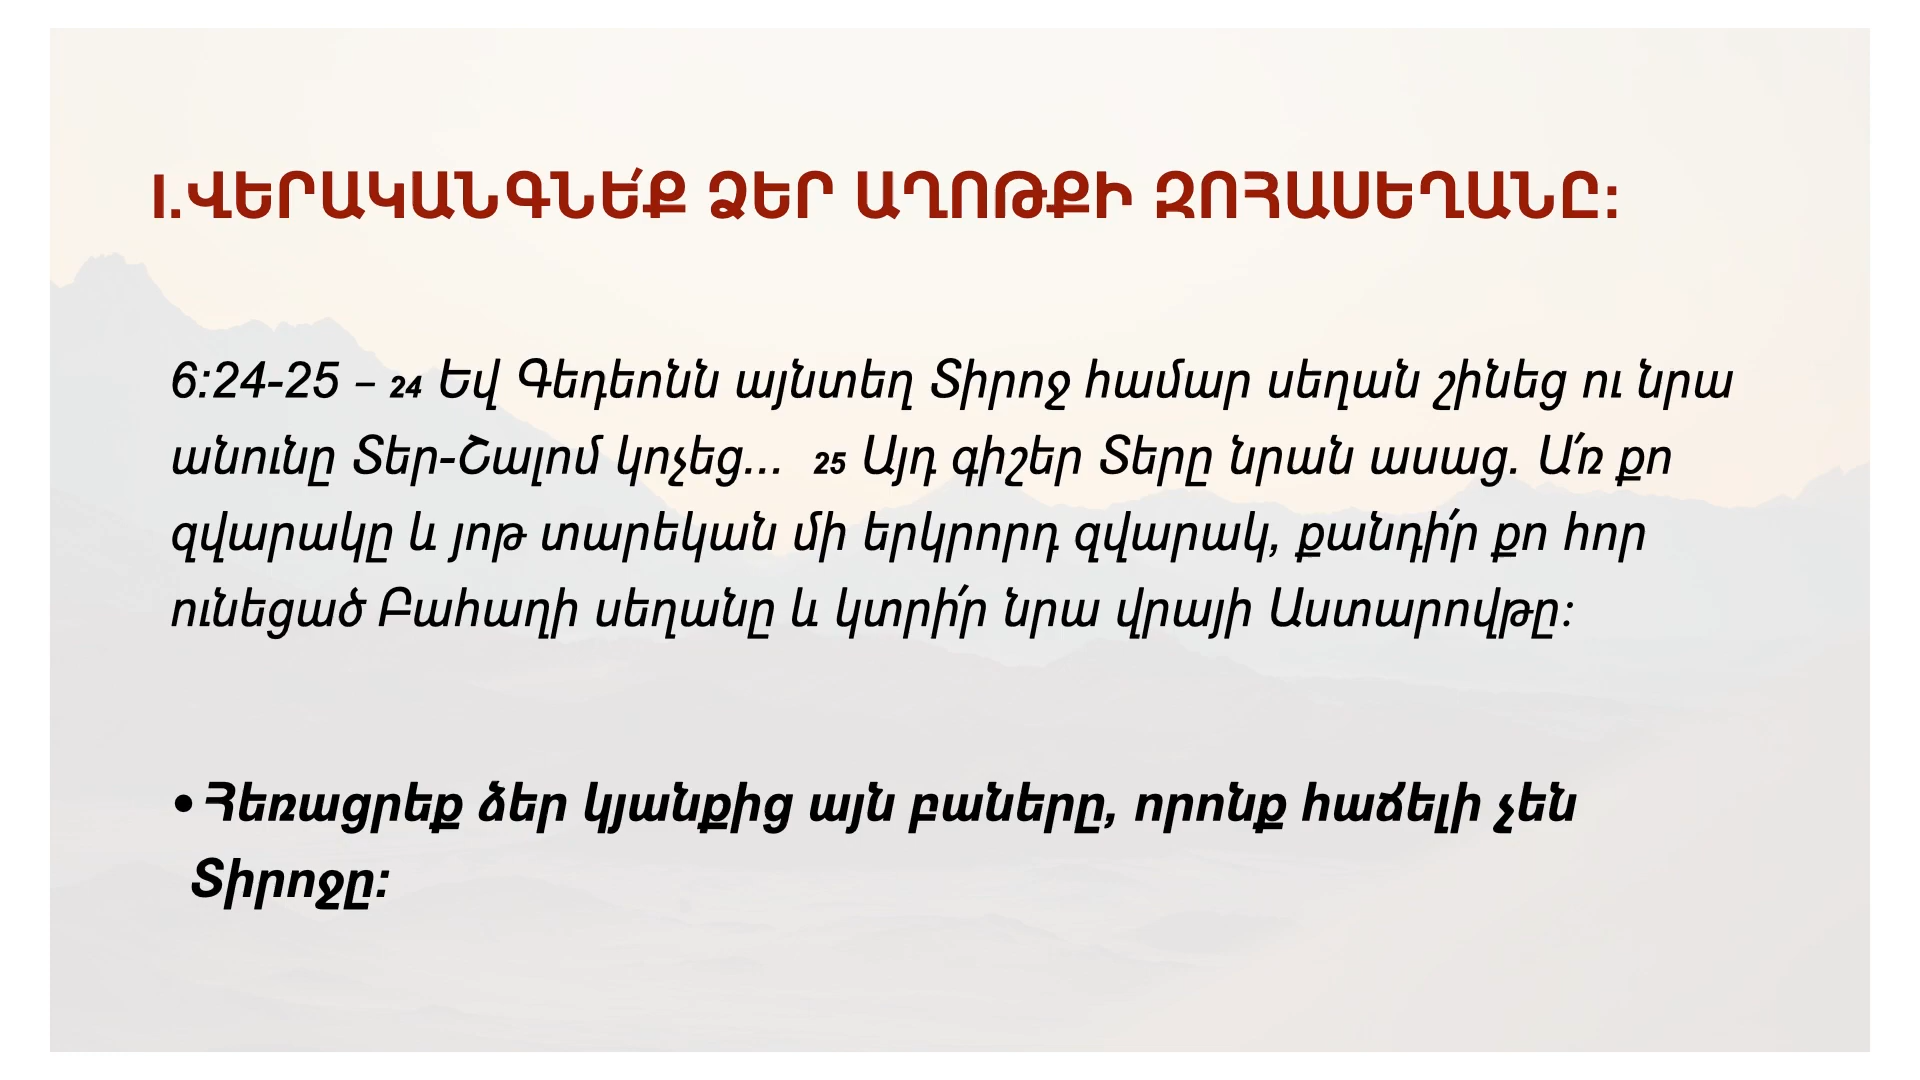 I.ՎԵՐԱԿԱՆԳՆԵ՛Ք ՁԵՐ ԱՂՈԹՔԻ ԶՈՀԱՍԵՂԱՆԸ:
6:24-25 – 24 Եվ Գեդեոնն այնտեղ Տիրոջ համար սեղան շինեց ու նրա
անունը Տեր-Շալոմ կոչեց... 25 Այդ գիշեր Տերը նրան ասաց. Ա՛ռ քո
զվարակը և յոթ տարեկան մի երկրորդ զվարակ, քանդի՛ր քո հոր
ունեցած Բահաղի սեղանը և կտրի՛ր նրա վրայի Աստարովթը:
•Հեռացրեք ձեր կյանքից այն բաները, որոնք հաճելի չեն
Տիրոջը: